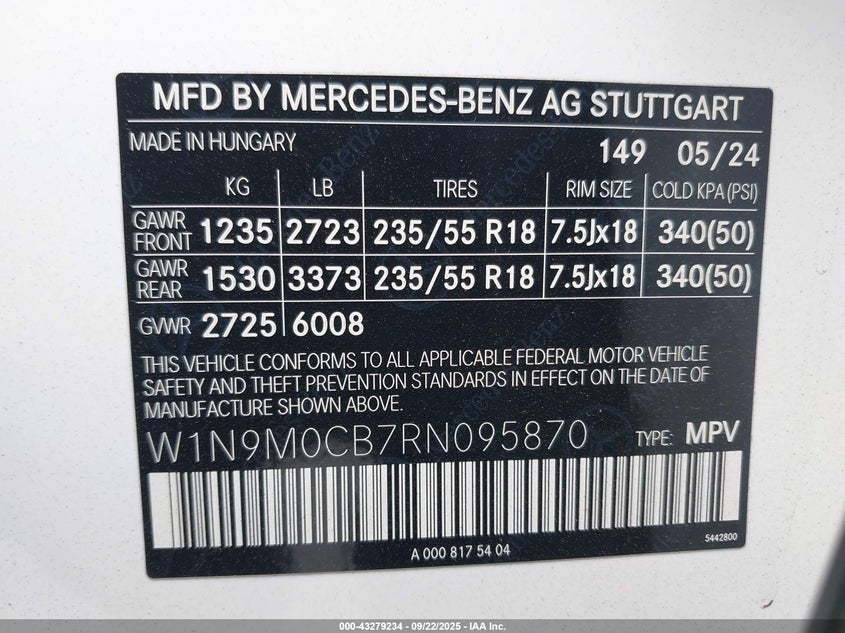 MFD BY MERCEDES-BENZ AG STUTTGART
MADE IN HUNGARY 149 05/24
KG LB TIRES RIM SIZE COLD KPA(PSI)
GAWR FRONT 1235 2723 235/55 R18 7.5Jx18 340(50)
GAWR REAR 1530 3373 235/55 R18 7.5Jx18 340(50)
GVWR 2725 6008
THIS VEHICLE CONFORMS TO ALL APPLICABLE FEDERAL MOTOR VEHICLE
SAFETY AND THEFT PREVENTION STANDARDS IN EFFECT ON THE DATE OF
MANUFACTURE SHOWN ABOVE.
W1N9M0CB7RN095870 TYPE: MPV
5442800
A 000 817 54 04
000-43279234 - 09/22/2025 - IAA Inc.